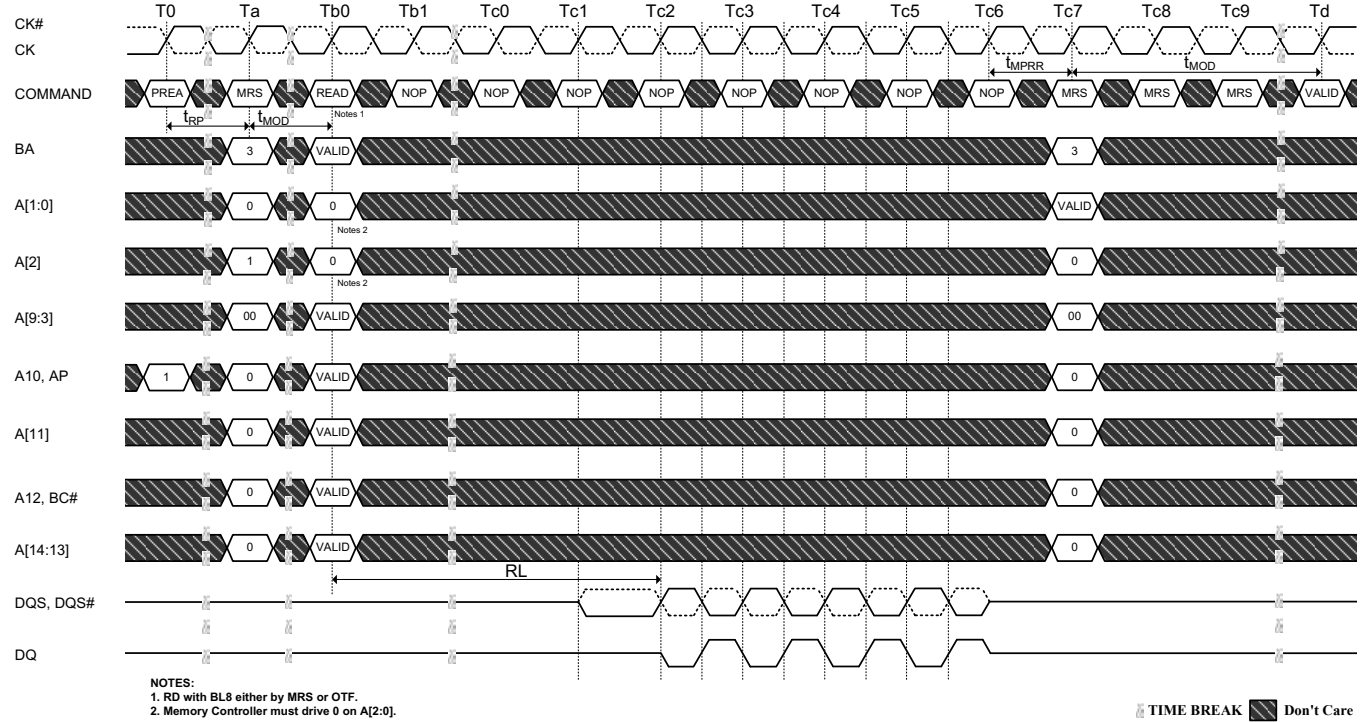 T0 Ta Tb0 Tb1 Tc0 Tc1 Tc2 Tc3 Tc4 Tc5 Tc6 Tc7 Tc8 Tc9 Td
CK#
CK
tMPRR tMOD
COMMAND PREA MRS READ NOP NOP NOP NOP NOP NOP NOP NOP MRS MRS MRS VALID
tRP tMOD Notes 1
BA 3 VALID 3
A[1:0] 0 0 VALID
Notes 2
A[2] 1 0 0
Notes 2
A[9:3] 00 VALID 00
A10, AP 1 0 VALID 0
A[11] 0 VALID 0
A12, BC# 0 VALID 0
A[14:13] 0 VALID 0
RL
DQS, DQS#
DQ
NOTES:
1. RD with BL8 either by MRS or OTF.
2. Memory Controller must drive 0 on A[2:0].
TIME BREAK Don't Care